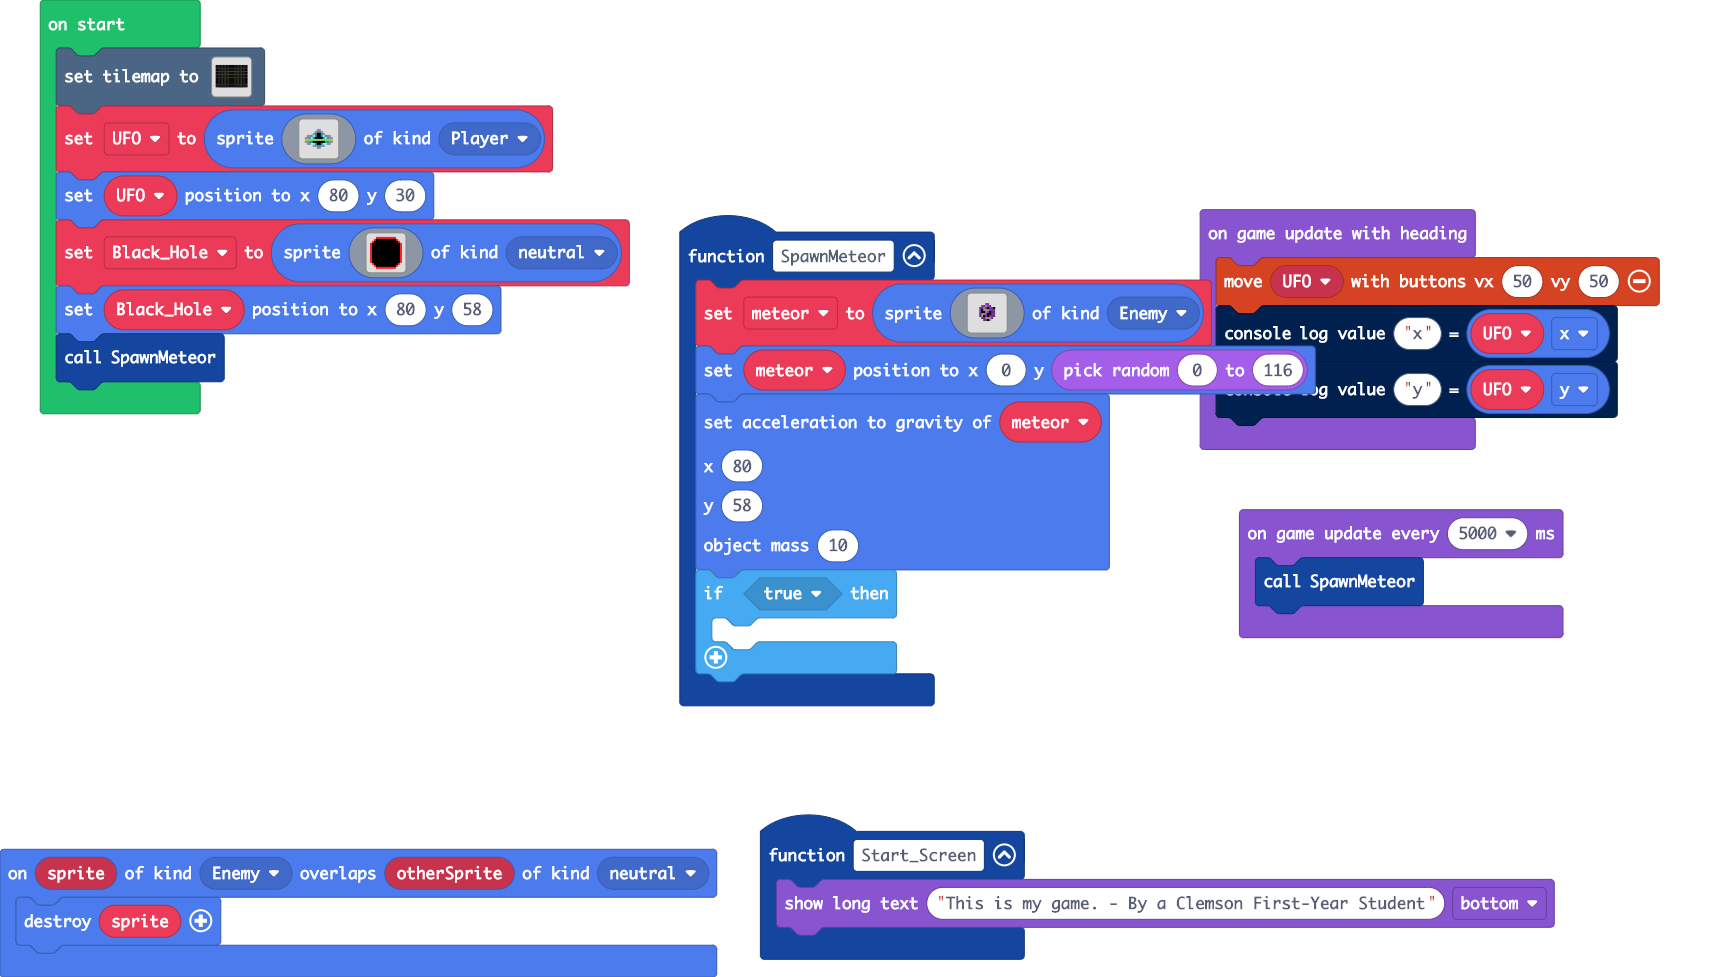 on start
set tilemap to
set UFO to sprite of kind Player
set UFO position to x 80 y 30
set Black_Hole to sprite of kind neutral
set Black_Hole position to x 80 y 58
call SpawnMeteor
function SpawnMeteor
set meteor to sprite of kind Enemy
set meteor position to x 0 y pick random 0 to 116
set acceleration to gravity of meteor
x 80
y 58
object mass 10
if true then
on game update with heading
move UFO with buttons vx 50 vy 50
console log value "x" = UFO x
log value "y" = UFO y
on game update every 5000 ms
call SpawnMeteor
on sprite of kind Enemy overlaps otherSprite of kind neutral
destroy sprite
function Start_Screen
show long text "This is my game. - By a Clemson First-Year Student" bottom